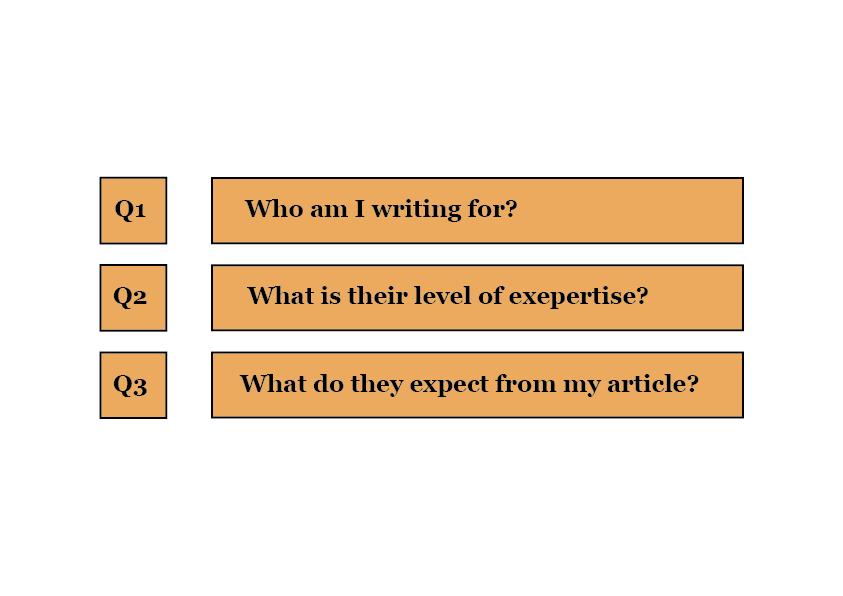 Q1 Who am I writing for?
Q2 What is their level of exepertise?
Q3 What do they expect from my article?